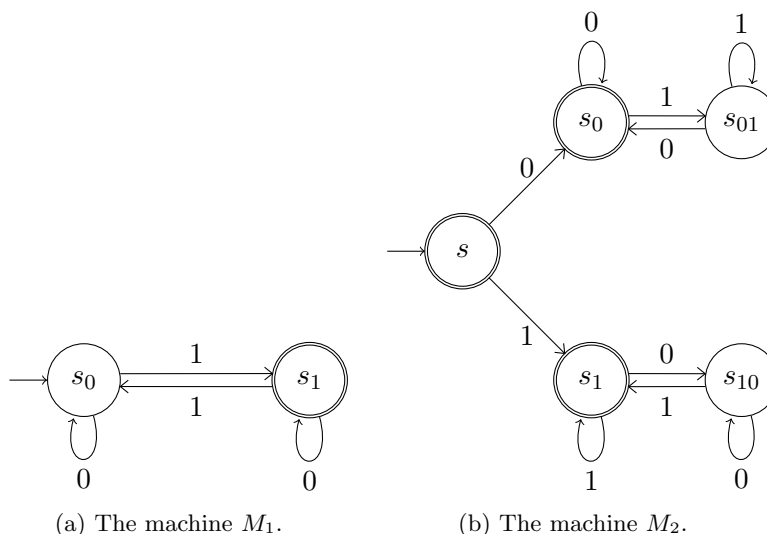 0
1
s₀
1
0
s₀₁
0
s
1
s₀
1
1
s₁
0
0
s₁
0
1
s₁₀
1
0
(a) The machine M₁.
(b) The machine M₂.